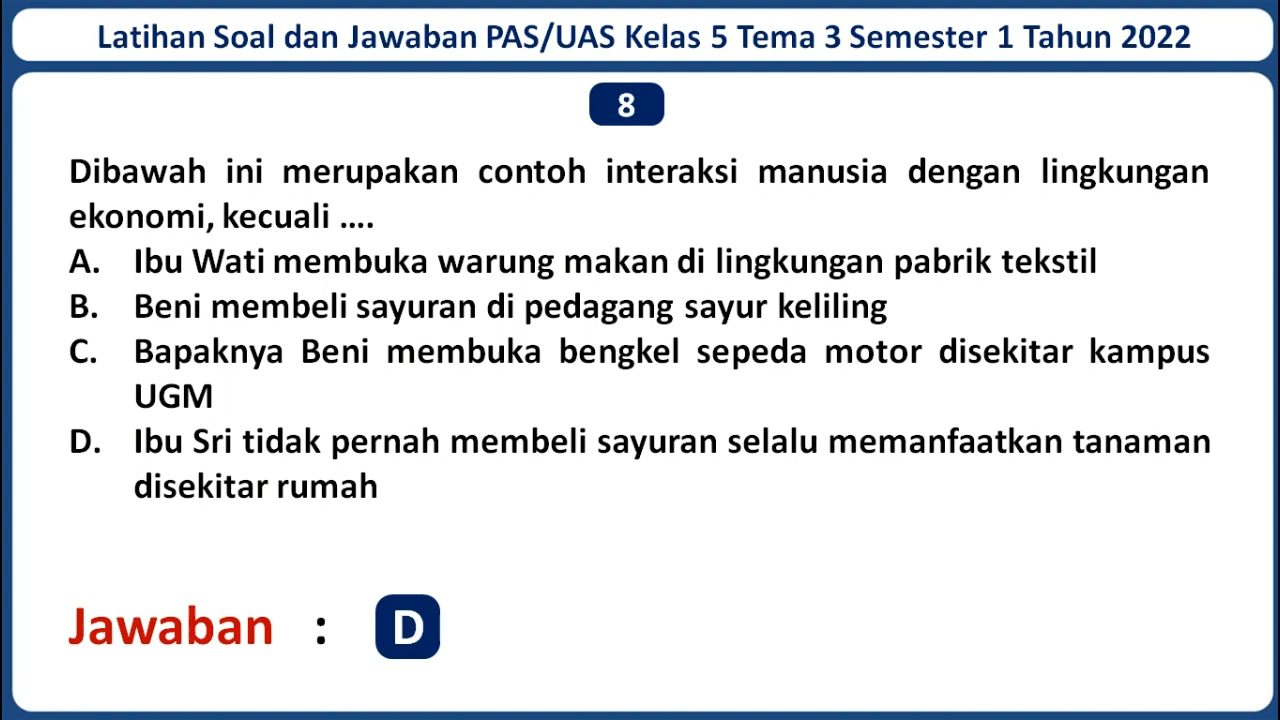 Latihan Soal dan Jawaban PAS/UAS Kelas 5 Tema 3 Semester 1 Tahun 2022
8
Dibawah ini merupakan contoh interaksi manusia dengan lingkungan
ekonomi, kecuali ....
A. Ibu Wati membuka warung makan di lingkungan pabrik tekstil
B. Beni membeli sayuran di pedagang sayur keliling
C. Bapaknya Beni membuka bengkel sepeda motor disekitar kampus
UGM
D. Ibu Sri tidak pernah membeli sayuran selalu memanfaatkan tanaman
disekitar rumah
Jawaban : D